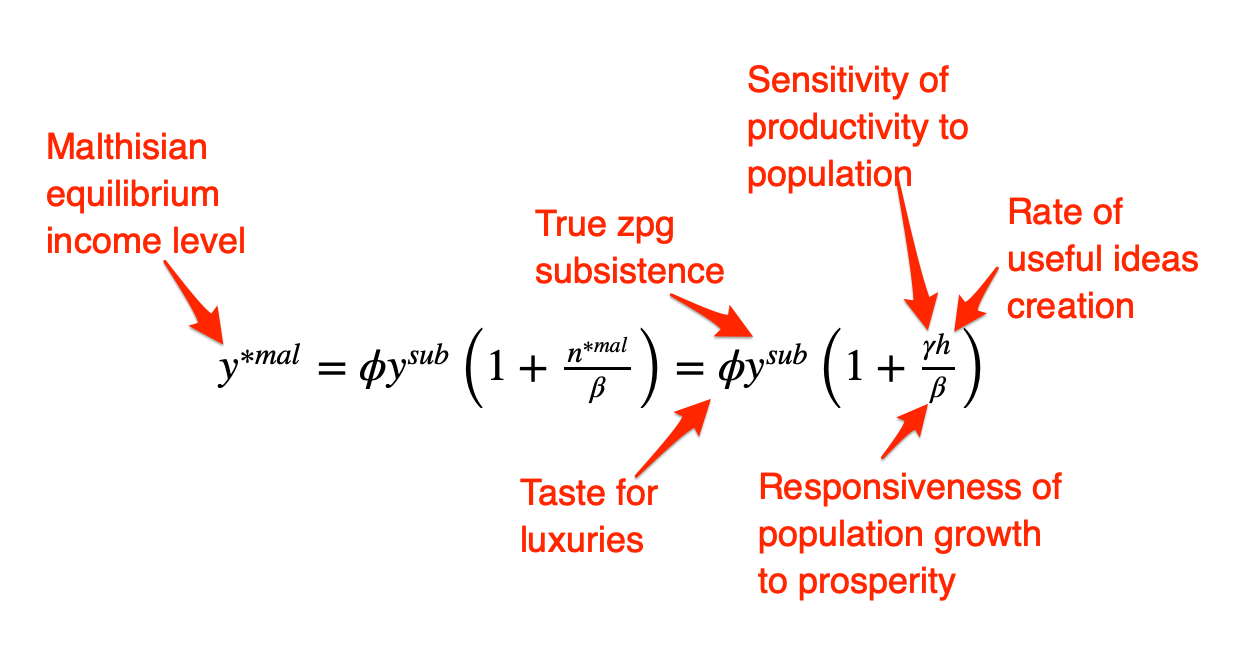 Sensitivity of
productivity to
population
Malthisian
equilibrium
income level
True zpg
subsistence
Rate of
useful ideas
creation
y^{*mal} = ϕy^{sub} (1 + n^{*mal}/β) = ϕy^{sub} (1 + γh/β)
Taste for
luxuries
Responsiveness of
population growth
to prosperity